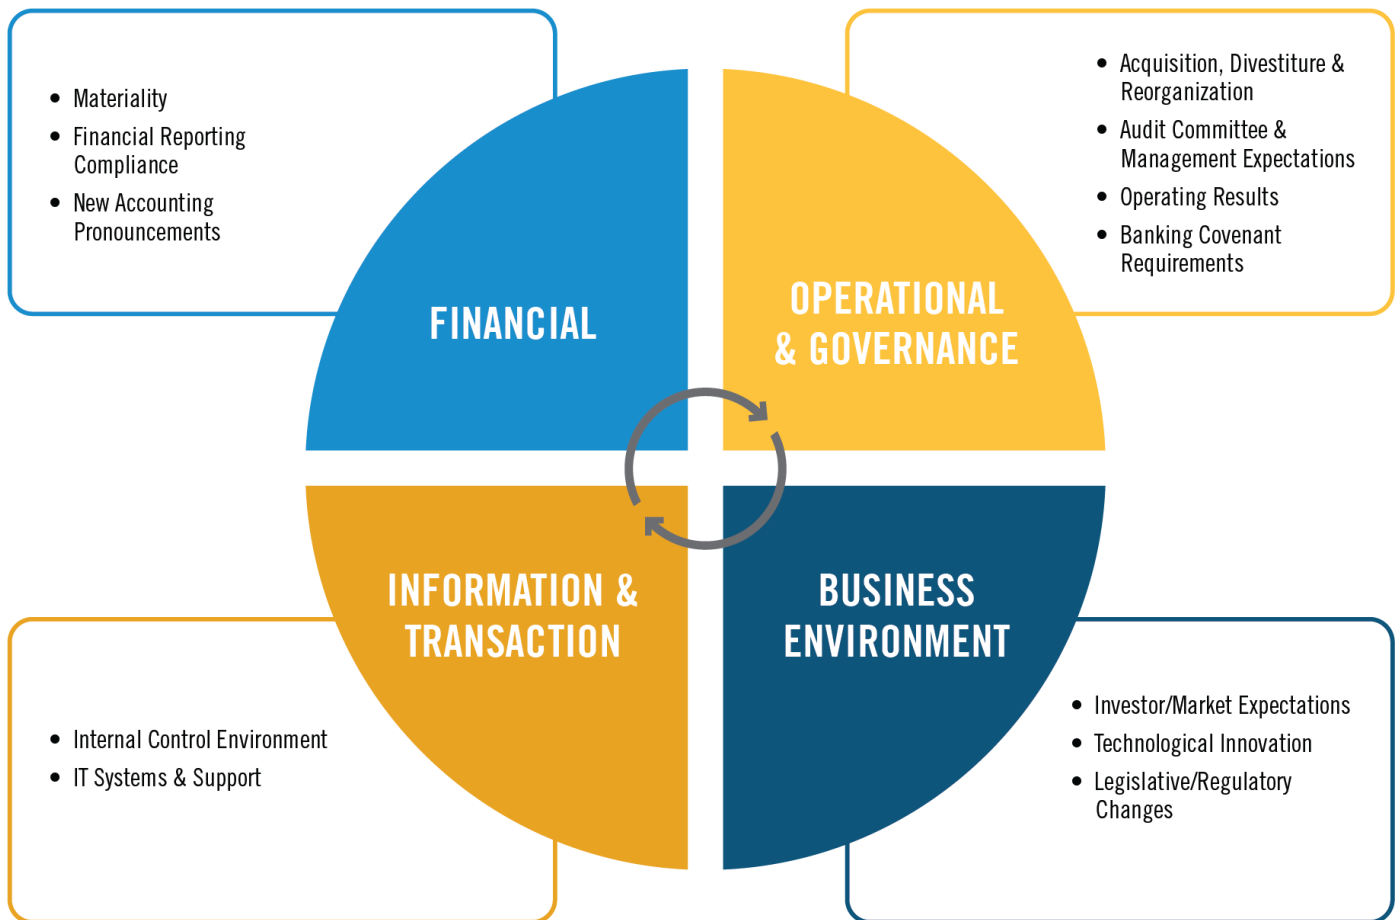 • Materiality
• Financial Reporting
Compliance
• New Accounting
Pronouncements
FINANCIAL
• Acquisition, Divestiture &
Reorganization
• Audit Committee &
Management Expectations
• Operating Results
• Banking Covenant
Requirements
OPERATIONAL
& GOVERNANCE
INFORMATION &
TRANSACTION
• Internal Control Environment
• IT Systems & Support
BUSINESS
ENVIRONMENT
• Investor/Market Expectations
• Technological Innovation
• Legislative/Regulatory
Changes